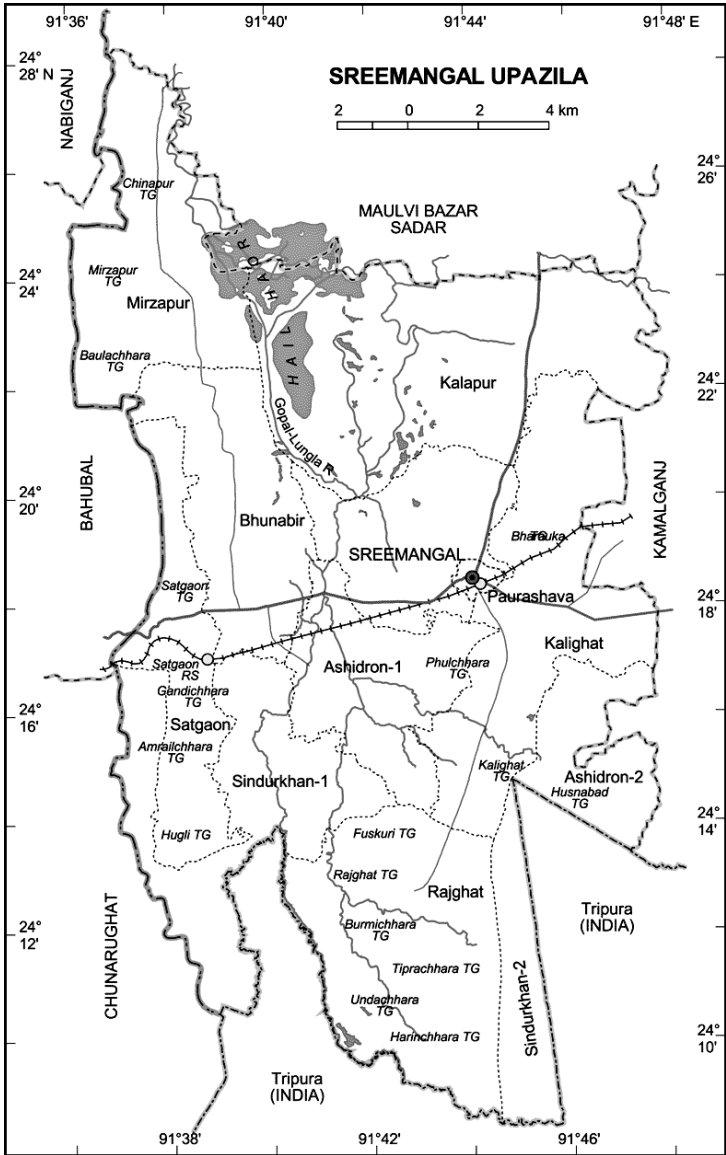 91°36'
91°40'
91°44'
91°48' E
24°
28' N
SREEMANGAL UPAZILA
2 0 2 4 km
NABIGANJ
24°
26'
Chinapur
TG
MAULVI BAZAR
SADAR
HAIL HAOR
24°
24'
Mirzapur
TG
Mirzapur
Baulachhara
TG
Kalapur
24°
22'
Gopal-Lungla R
24°
20'
BAHUBAL
Bhunabir
KAMALGANJ
TG
SREEMANGAL
Satgaon
TG
Paurashava
24°
18'
Kalighat
Satgaon
RS
Ashidron-1
Phulchhara
TG
Gandichhara
TG
24°
16'
Satgaon
Amrailchhara
TG
Sindurkhan-1
Kalighat
TG
Ashidron-2
Husnabad
TG
Hugli TG
Fuskuri TG
24°
14'
Rajghat TG
Rajghat
Tripura
(INDIA)
24°
12'
CHUNARUGHAT
Burmichhara
TG
Tiprachhara TG
Undachhara
TG
Sindurkhan-2
Harinchhara TG
24°
10'
Tripura
(INDIA)
91°38'
91°42'
91°46'